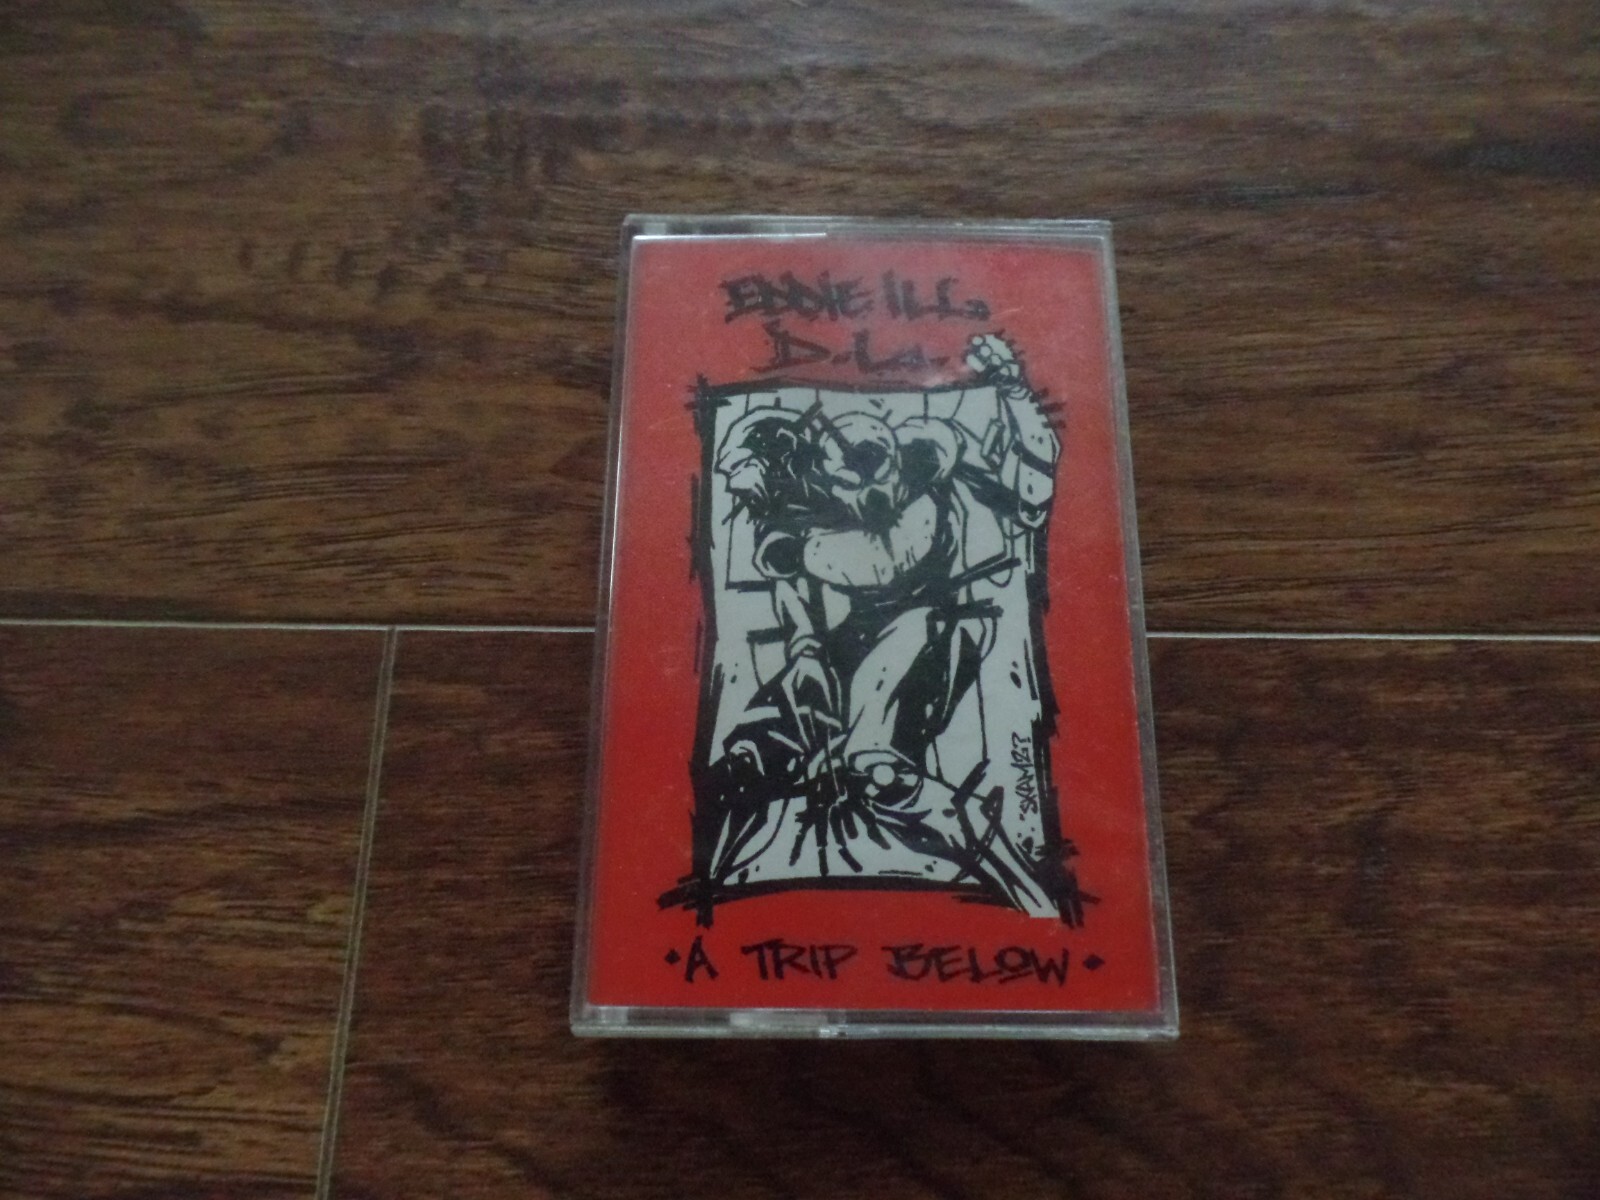 EDDIE ILL
D.L.
• A TRIP BELOW •